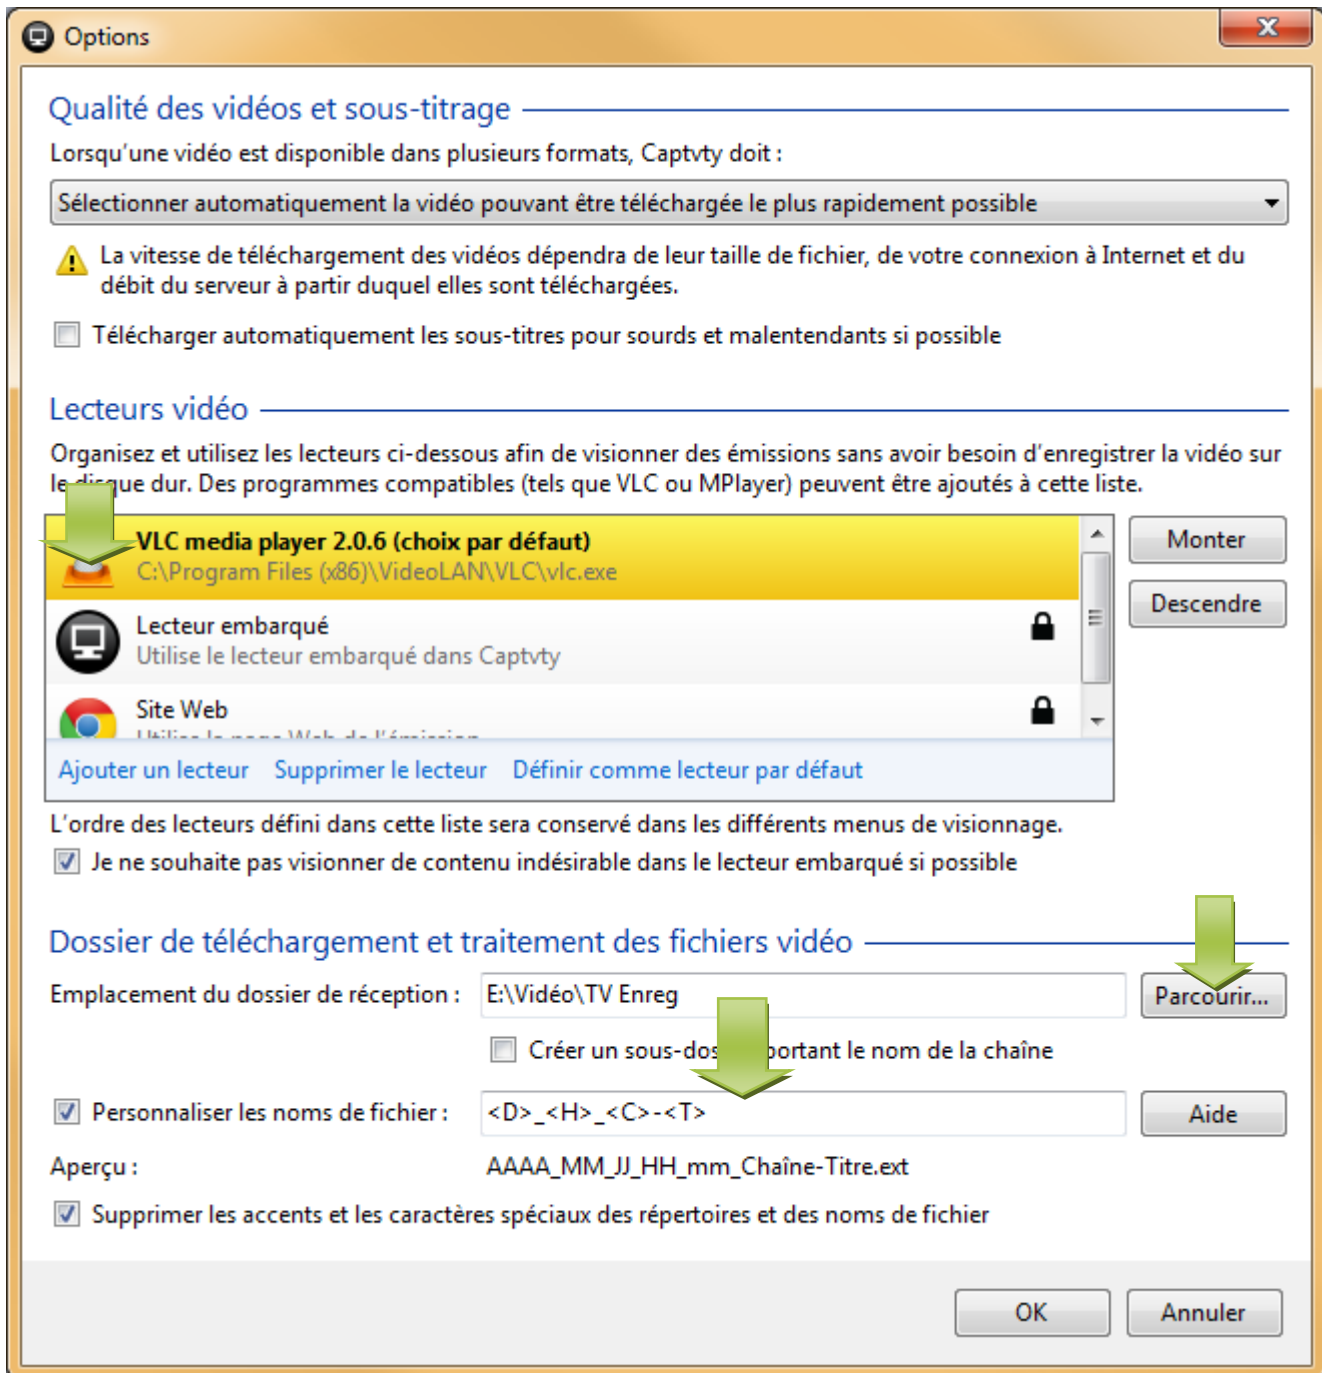 Options
Qualité des vidéos et sous-titrage
Lorsqu'une vidéo est disponible dans plusieurs formats, Captvty doit :
Sélectionner automatiquement la vidéo pouvant être téléchargée le plus rapidement possible
La vitesse de téléchargement des vidéos dépendra de leur taille de fichier, de votre connexion à Internet et du
débit du serveur à partir duquel elles sont téléchargées.
Télécharger automatiquement les sous-titres pour sourds et malentendants si possible
Lecteurs vidéo
Organisez et utilisez les lecteurs ci-dessous afin de visionner des émissions sans avoir besoin d'enregistrer la vidéo sur
le disque dur. Des programmes compatibles (tels que VLC ou MPlayer) peuvent être ajoutés à cette liste.
VLC media player 2.0.6 (choix par défaut)
C:\Program Files (x86)\VideoLAN\VLC\vlc.exe
Monter
Lecteur embarqué
Utilise le lecteur embarqué dans Captvty
Descendre
Site Web
Utilise la page Web de l'émission
Ajouter un lecteur Supprimer le lecteur Définir comme lecteur par défaut
L'ordre des lecteurs défini dans cette liste sera conservé dans les différents menus de visionnage.
Je ne souhaite pas visionner de contenu indésirable dans le lecteur embarqué si possible
Dossier de téléchargement et traitement des fichiers vidéo
Emplacement du dossier de réception : E:\Vidéo\TV Enreg Parcourir...
Créer un sous-dos portant le nom de la chaîne
Personnaliser les noms de fichier : <D>_<H>_<C>-<T> Aide
Aperçu : AAAA_MM_JJ_HH_mm_Chaîne-Titre.ext
Supprimer les accents et les caractères spéciaux des répertoires et des noms de fichier
OK Annuler